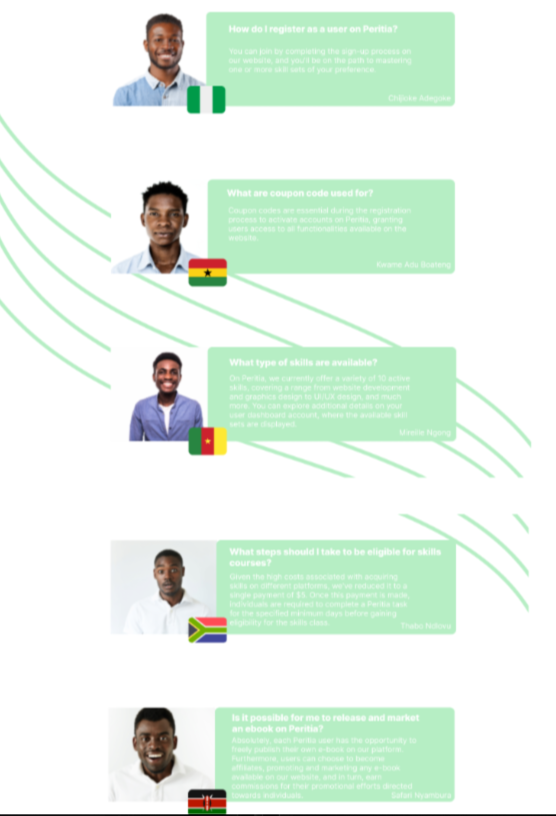 How do I register as a user on Peritia?
You can join by completing the sign-up process on
our website, and you'll be on the path to mastering
one or more skill sets of your preference.
Chijioke Adegoke
What are coupon code used for?
Coupon codes are essential during the registration
process to activate accounts on Peritia, granting
users access to all functionalities available on the
website.
Kwame Adu Boateng
What type of skills are available?
On Peritia, we currently offer a variety of 10 active
skills, covering a range from website development
and graphics design to UI/UX design, and much
more. You can explore additional details on your
user dashboard account, where the available skill
sets are displayed.
Mireille Ngong
What steps should I take to be eligible for skills
courses?
Given the high costs associated with acquiring
skills on different platforms, we've reduced it to a
single payment of Once this payment is made,
individuals are required to complete a Peritia task
for the specified minimum days before gaining
eligibility for the skills class.
Thabo Ndlovu
Is it possible for me to release and market
an ebook on Peritia?
Absolutely, each Peritia user has the opportunity to
freely publish their own e-book on our platform.
Furthermore, users can choose to become
affiliates, promoting and marketing any e-book
available on our website, and in turn, earn
commissions for their promotional efforts directed
towards individuals.
Nyambura